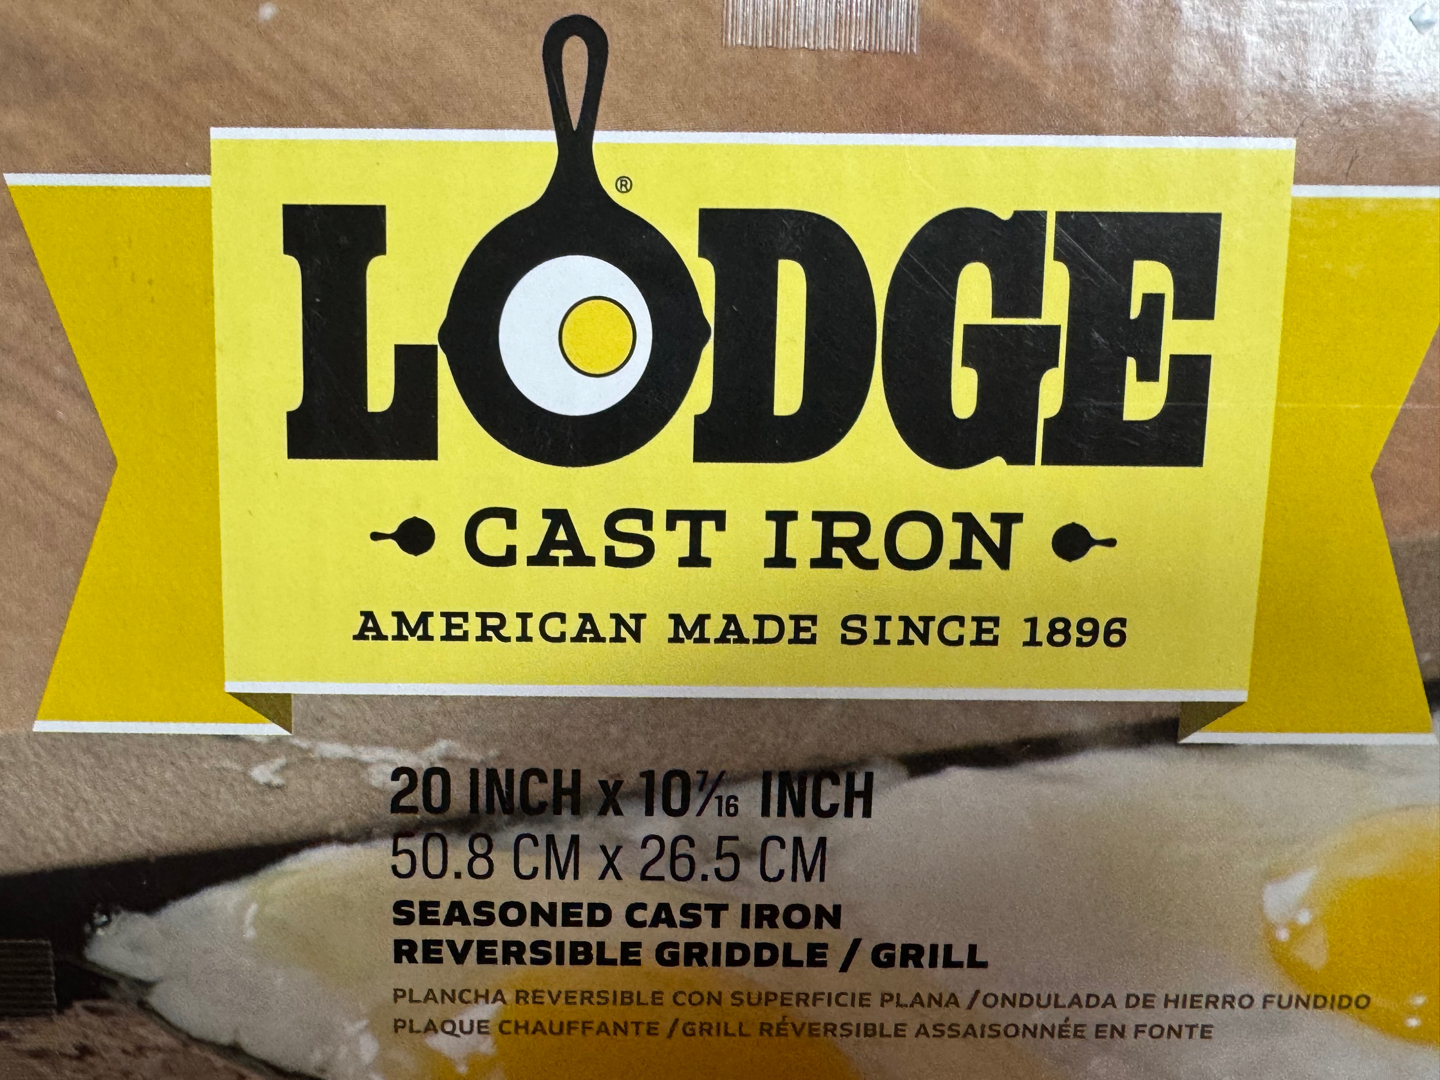 LODGE®
CAST IRON
AMERICAN MADE SINCE 1896
20 INCH x 10 7/16 INCH
50.8 CM x 26.5 CM
SEASONED CAST IRON
REVERSIBLE GRIDDLE / GRILL
PLANCHA REVERSIBLE CON SUPERFICIE PLANA /ONDULADA DE HIERRO FUNDIDO
PLAQUE CHAUFFANTE /GRILL RÉVERSIBLE ASSAISONNÉE EN FONTE